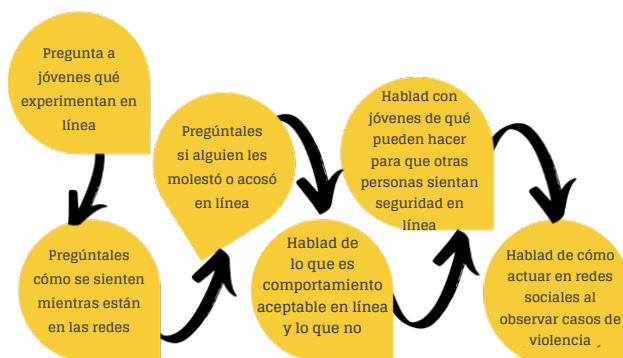 Pregunta a
jóvenes qué
experimentan en
línea
Pregúntales
cómo se sienten
mientras están
en las redes
Pregúntales
si alguien les
molestó o acosó
en línea
Hablad de
lo que es
comportamiento
aceptable en línea
y lo que no
Hablad con
jóvenes de qué
pueden hacer
para que otras
personas sientan
seguridad en
línea
Hablad de cómo
actuar en redes
sociales al
observar casos de
violencia